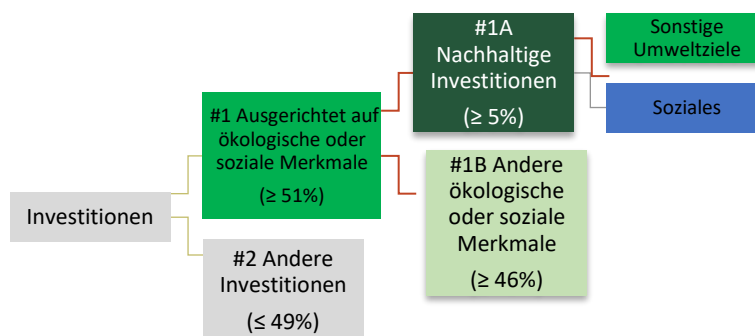 Investitionen
#1 Ausgerichtet auf
ökologische oder
soziale Merkmale
(≥ 51%)
#2 Andere
Investitionen
(≤ 49%)
#1A
Nachhaltige
Investitionen
(≥ 5%)
#1B Andere
ökologische
oder soziale
Merkmale
(≥ 46%)
Sonstige
Umweltziele
Soziales